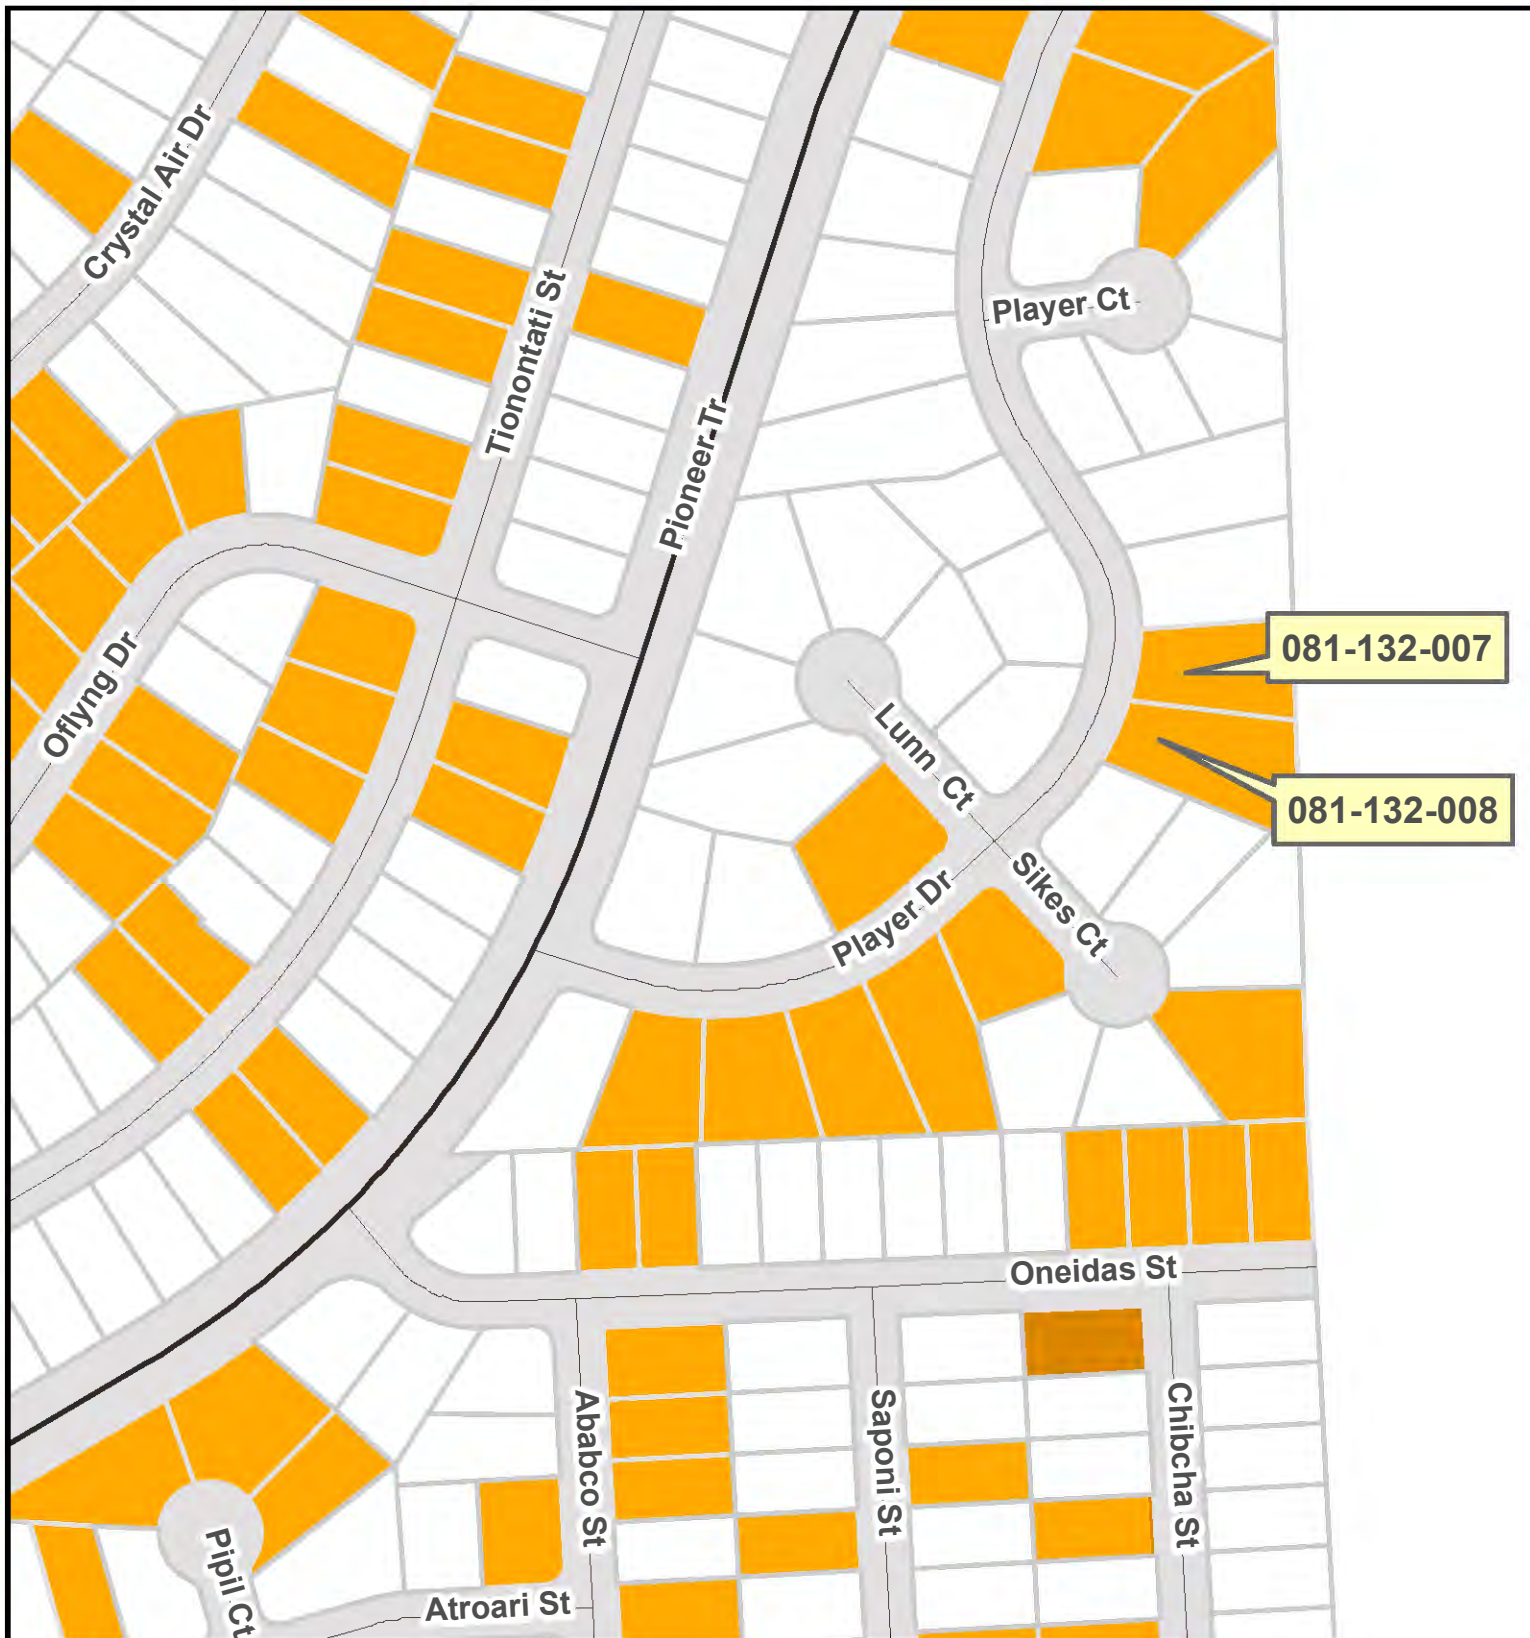 Crystal Air Dr
Tionontati St
Player Ct
Pioneer Tr
081-132-007
Oflyng Dr
Lunn Ct
081-132-008
Sikes Ct
Player Dr
Oneidas St
Ababco St
Saponi St
Chibcha St
Pipil Ct
Atroari St